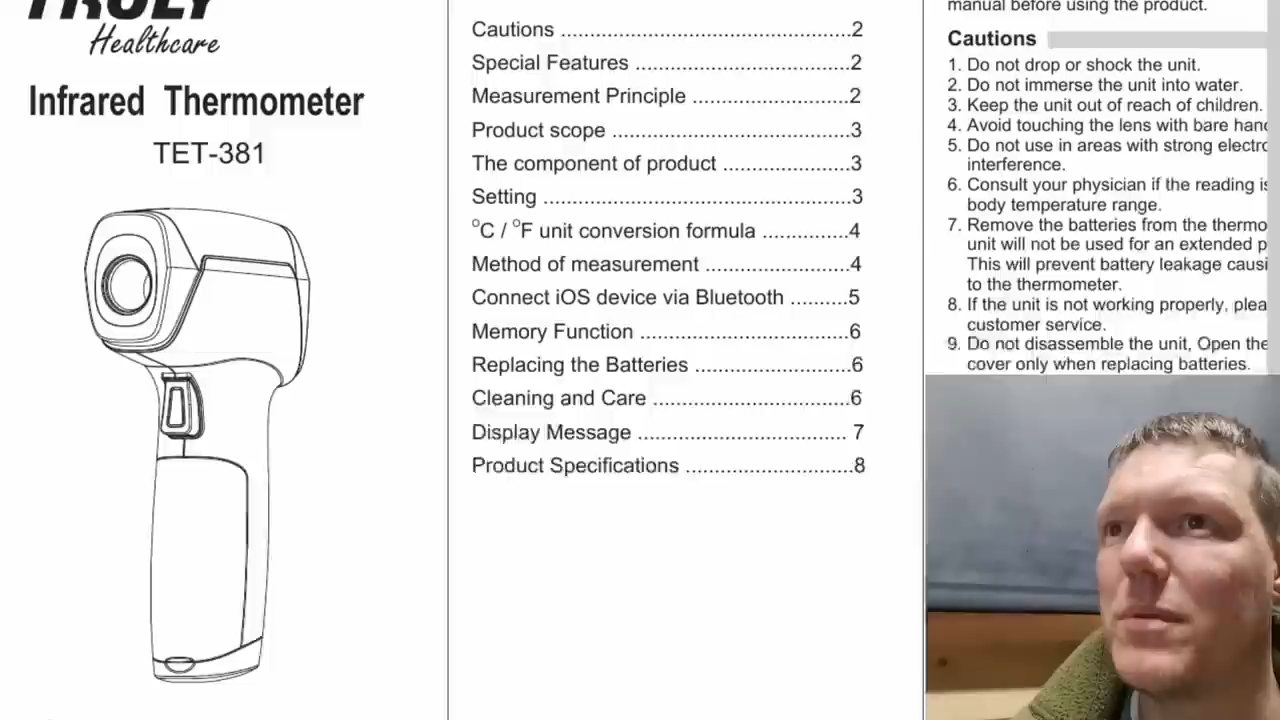 TRULY
Healthcare
Infrared Thermometer
TET-381
Cautions ..................................................2
Special Features .....................................2
Measurement Principle ...........................2
Product scope .........................................3
The component of product ......................3
Setting .....................................................3
°C / °F unit conversion formula ...............4
Method of measurement .........................4
Connect iOS device via Bluetooth ..........5
Memory Function ....................................6
Replacing the Batteries ...........................6
Cleaning and Care ..................................6
Display Message .................................... 7
Product Specifications .............................8
manual before using the product.
Cautions
1. Do not drop or shock the unit.
2. Do not immerse the unit into water.
3. Keep the unit out of reach of children.
4. Avoid touching the lens with bare
5. Do not use in areas with strong
interference.
6. Consult your physician if the reading is
body temperature range.
7. Remove the batteries from the
unit will not be used for an extended
This will prevent battery leakage
to the thermometer.
8. If the unit is not working properly,
customer service.
9. Do not disassemble the unit, Open the
cover only when replacing batteries.